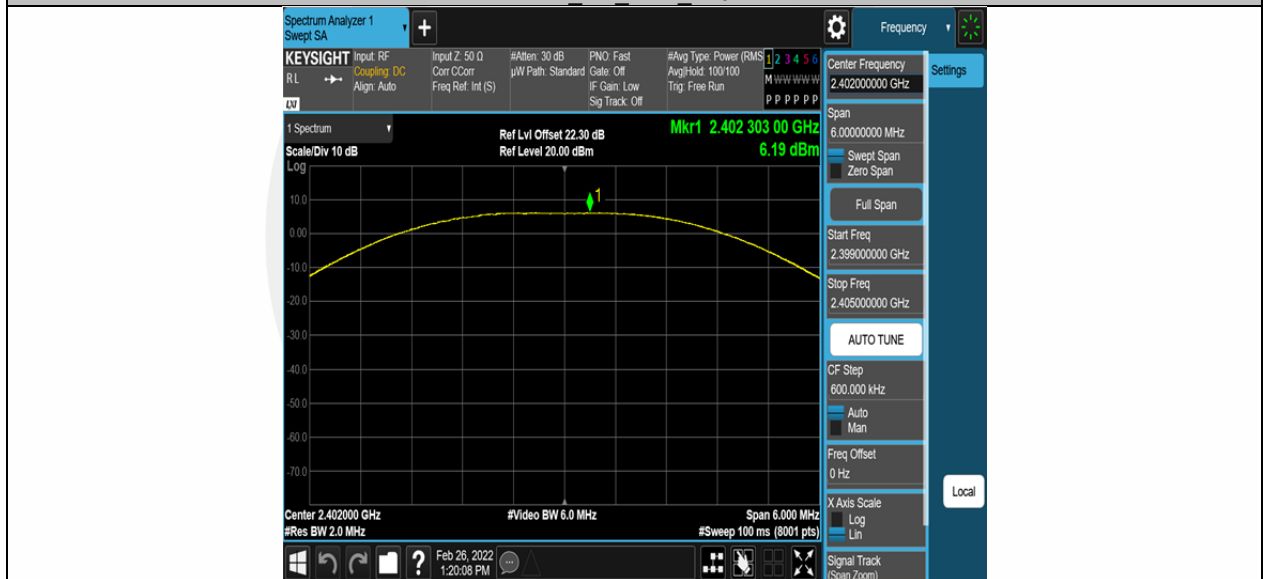 Spectrum Analyzer 1
Swept SA
+
Frequency
KEYSIGHT
RL
LXI
Input: RF
Coupling: DC
Align: Auto
Input Z: 50 Ω
Corr CCorr
Freq Ref: Int (S)
#Atten: 30 dB
µW Path: Standard
PNO: Fast
Gate: Off
IF Gain: Low
Sig Track: Off
#Avg Type: Power (RMS
Avg|Hold: 100/100
Trig: Free Run
1 2 3 4 5 6
M W W W W W
P P P P P P
1 Spectrum
Scale/Div 10 dB
Ref Lvl Offset 22.30 dB
Ref Level 20.00 dBm
Mkr1 2.402 303 00 GHz
6.19 dBm
Log
10.0
0.00
-10.0
-20.0
-30.0
-40.0
-50.0
-60.0
-70.0
1
Center 2.402000 GHz
#Res BW 2.0 MHz
#Video BW 6.0 MHz
Span 6.000 MHz
#Sweep 100 ms (8001 pts)
Feb 26, 2022
1:20:08 PM
?
Center Frequency
2.402000000 GHz
Span
6.00000000 MHz
Swept Span
Zero Span
Full Span
Start Freq
2.399000000 GHz
Stop Freq
2.405000000 GHz
AUTO TUNE
CF Step
600.000 kHz
Auto
Man
Freq Offset
0 Hz
X Axis Scale
Log
Lin
Signal Track
(Span Zoom)
Settings
Local